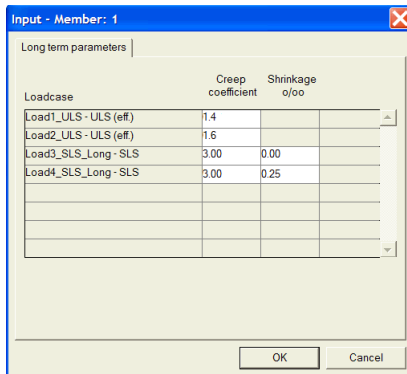 Input - Member: 1
Long term parameters
Creep Shrinkage
Loadcase coefficient o/oo
Load1_ULS - ULS (eff.) 1.4
Load2_ULS - ULS (eff.) 1.6
Load3_SLS_Long - SLS 3.00 0.00
Load4_SLS_Long - SLS 3.00 0.25
OK Cancel